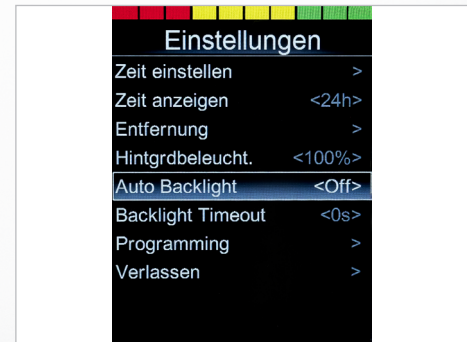 Einstellungen
Zeit einstellen >
Zeit anzeigen <24h>
Entfernung >
Hintgrdbeleucht. <100%>
Auto Backlight <Off>
Backlight Timeout <0s>
Programming >
Verlassen >